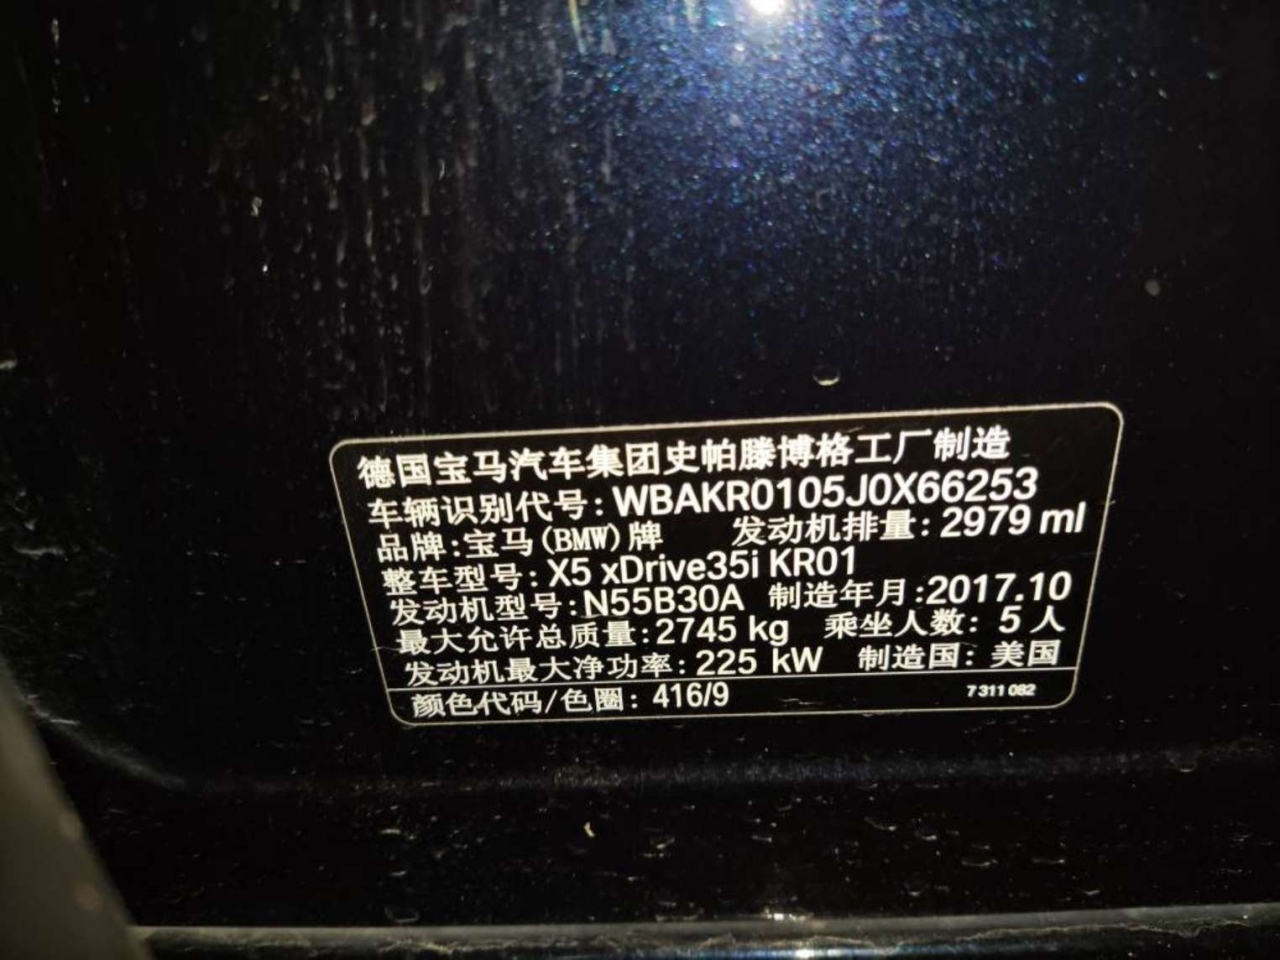 德国宝马汽车集团史帕滕博格工厂制造
车辆识别代号: WBAKR0105J0X66253
品牌: 宝马(BMW)牌 发动机排量: 2979 ml
整车型号: X5 xDrive35i KR01
发动机型号: N55B30A 制造年月: 2017.10
最大允许总质量: 2745 kg 乘坐人数: 5 人
发动机最大净功率: 225 kW 制造国: 美国
颜色代码/色圈: 416/9 7 311 082